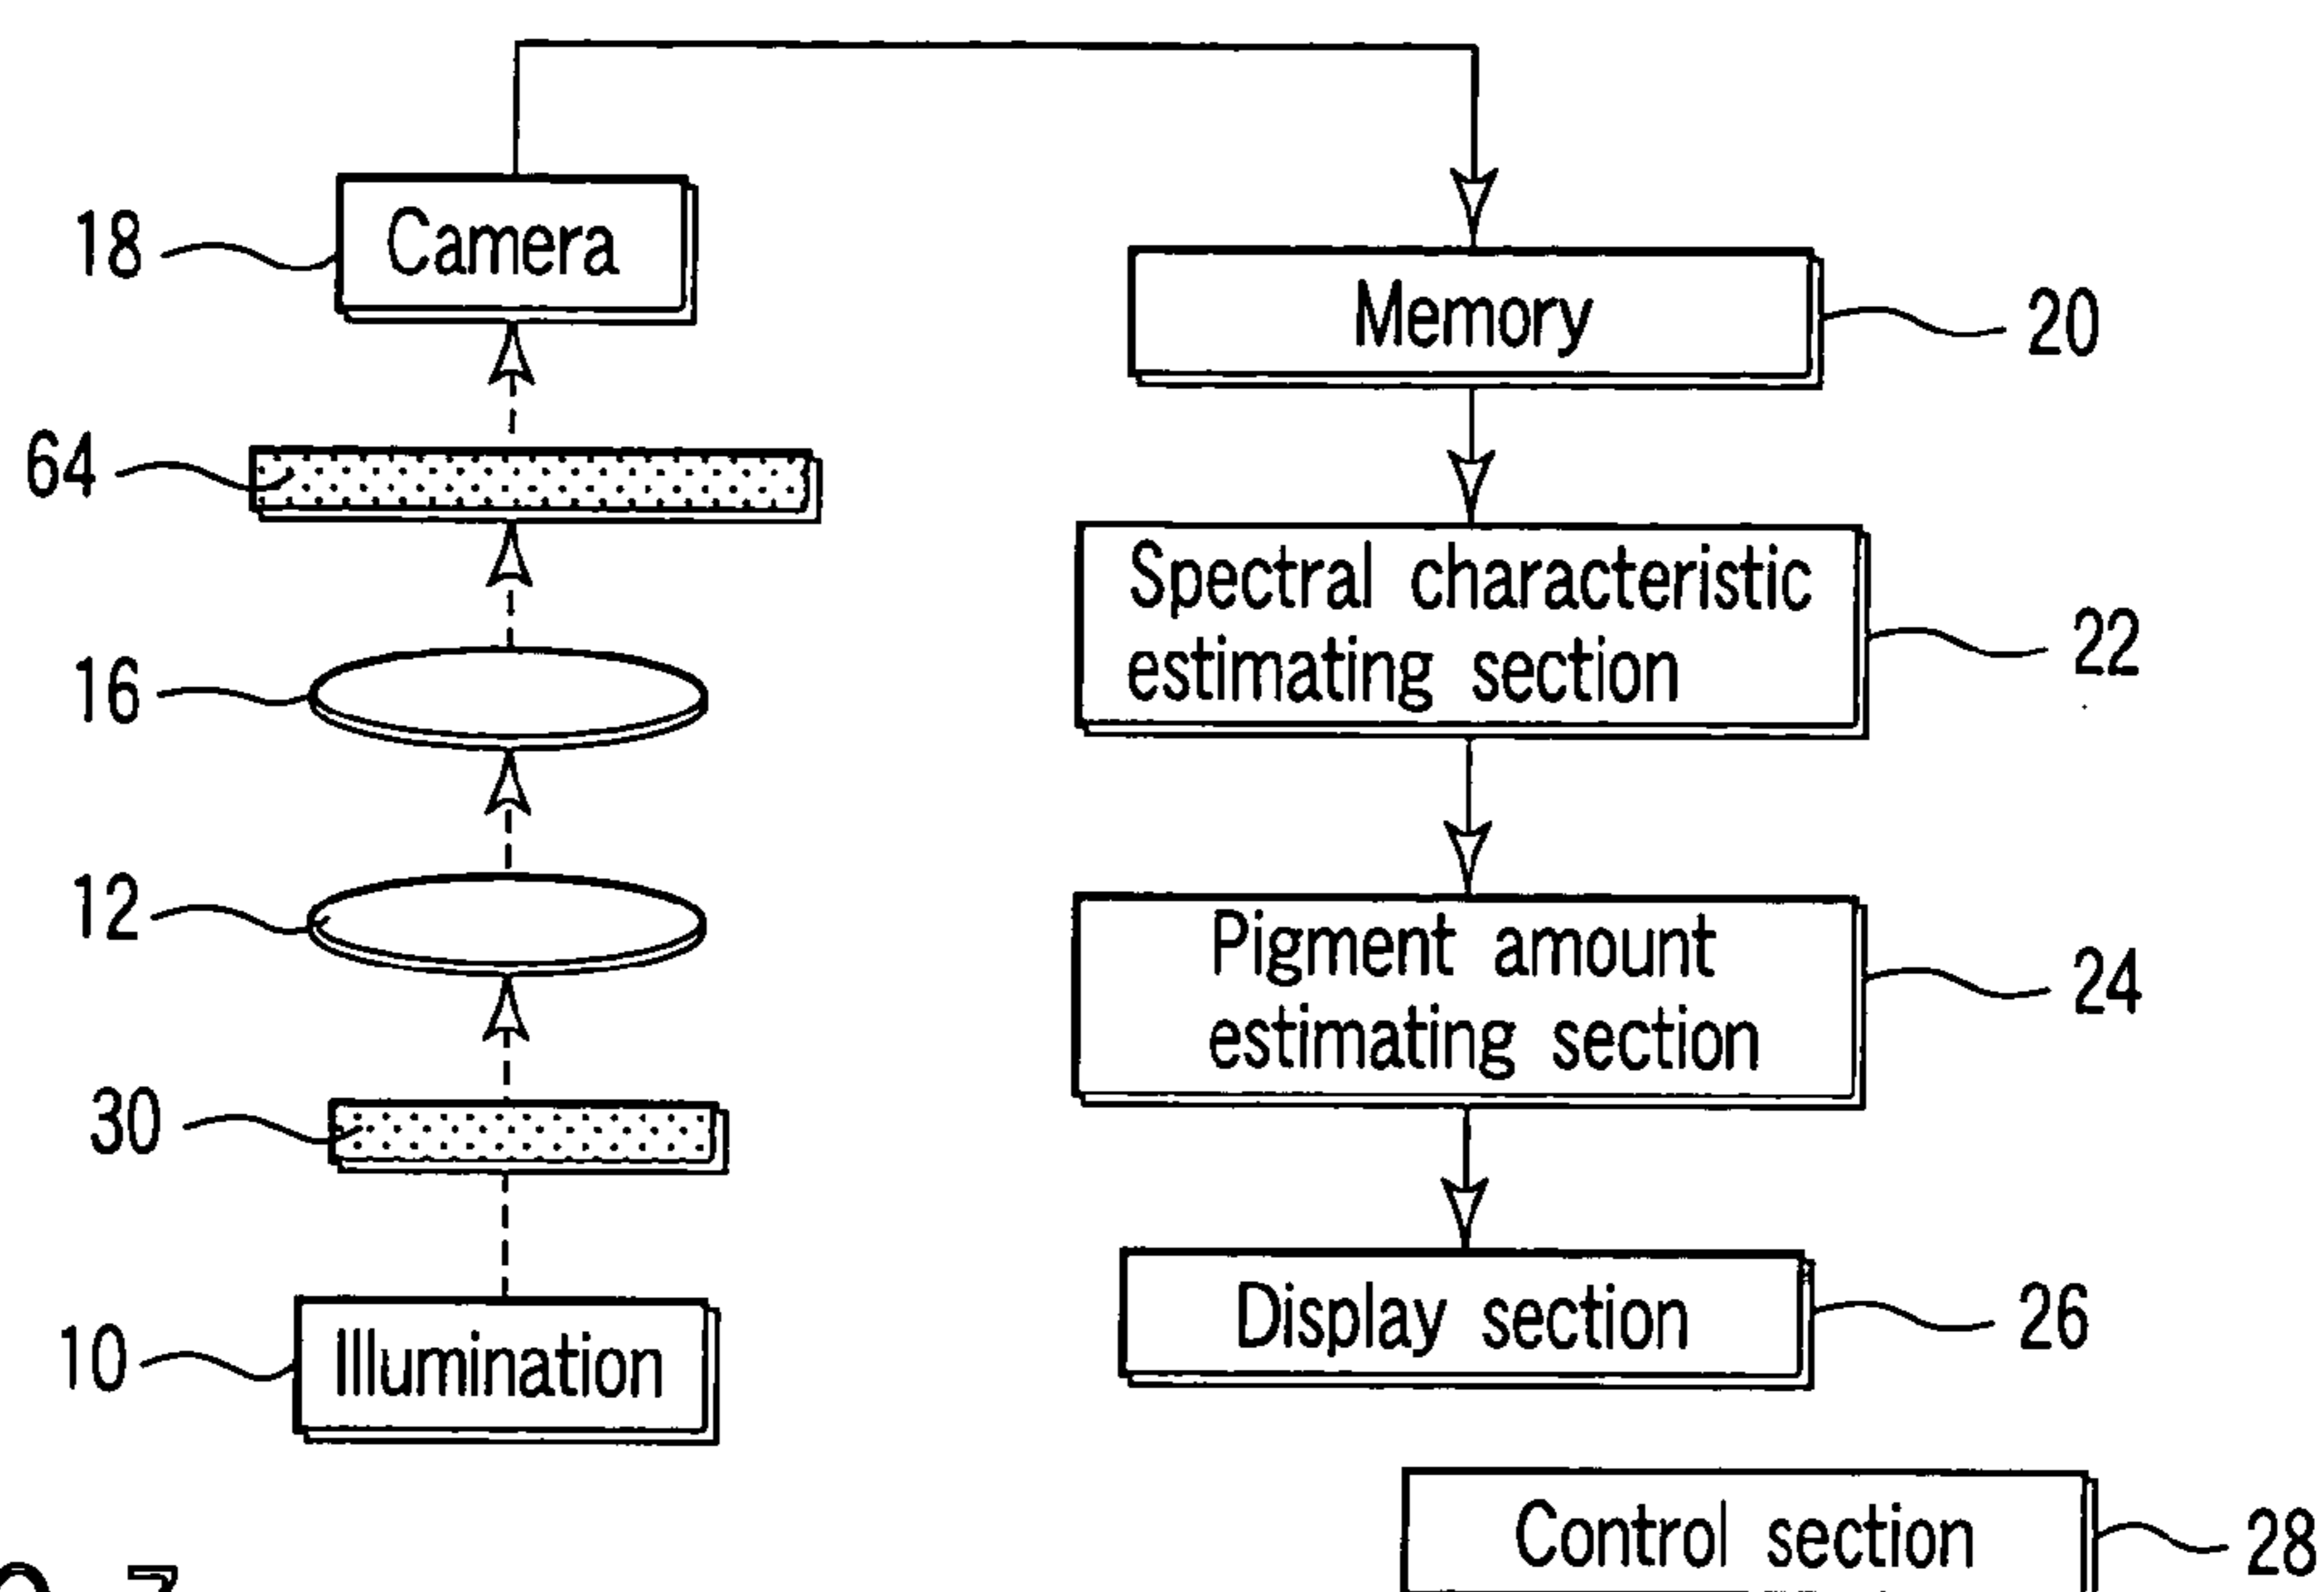 18
Camera
64
16
12
30
10
Illumination
Memory
20
Spectral characteristic
estimating section
22
Pigment amount
estimating section
24
Display section
26
Control section
28